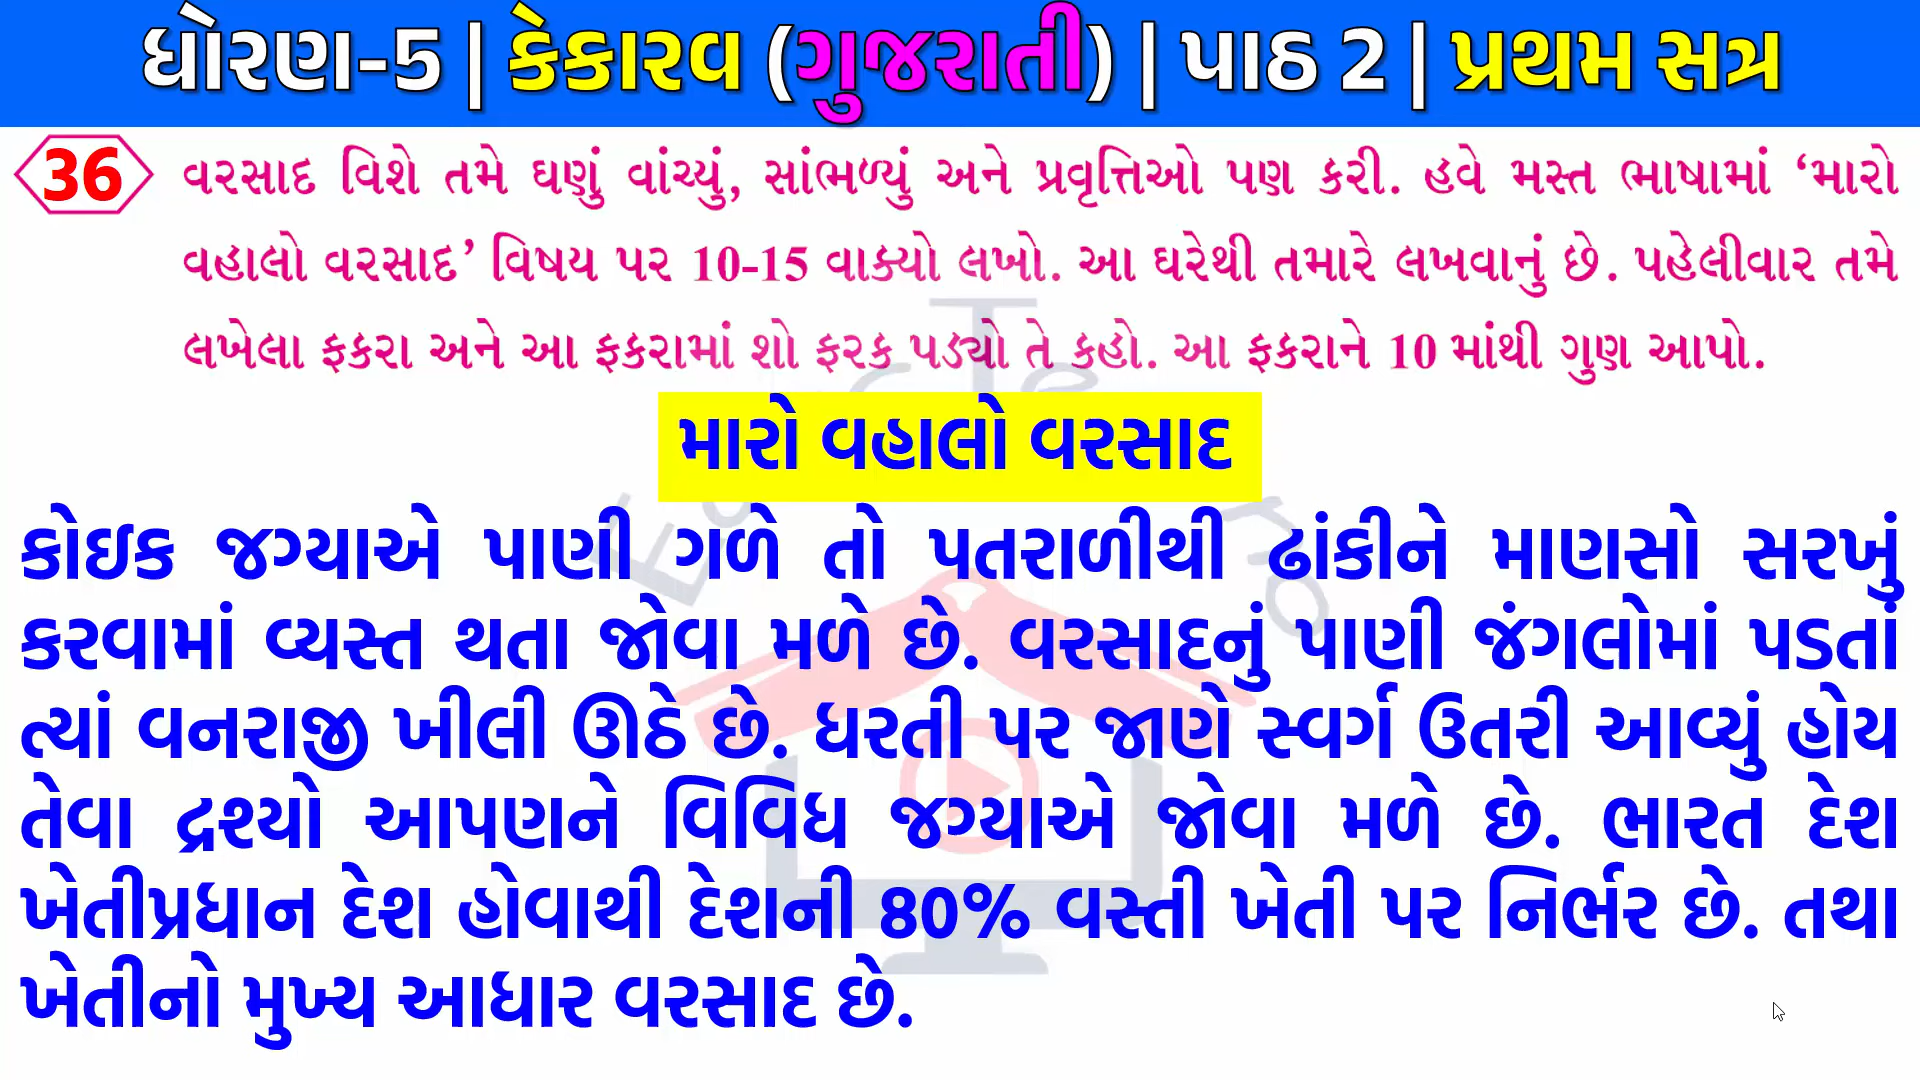 ધોરણ-5 | કેકારવ (ગુજરાતી) | પાઠ 2 | પ્રથમ સત્ર
36 વરસાદ વિશે તમે ઘણું વાંચ્યું, સાંભળ્યું અને પ્રવૃત્તિઓ પણ કરી. હવે મસ્ત ભાષામાં ‘મારો
વહાલો વરસાદ’ વિષય પર 10-15 વાક્યો લખો. આ ઘરેથી તમારે લખવાનું છે. પહેલીવાર તમે
લખેલા ફકરા અને આ ફકરામાં શો ફરક પડ્યો તે કહો. આ ફકરાને 10 માંથી ગુણ આપો.
મારો વહાલો વરસાદ
કોઇક જગ્યાએ પાણી ગળે તો પતરાળીથી ઢાંકીને માણસો સરખું
કરવામાં વ્યસ્ત થતા જોવા મળે છે. વરસાદનું પાણી જંગલોમાં પડતાં
ત્યાં વનરાજી ખીલી ઊઠે છે. ધરતી પર જાણે સ્વર્ગ ઉતરી આવ્યું હોય
તેવા દ્રશ્યો આપણને વિવિધ જગ્યાએ જોવા મળે છે. ભારત દેશ
ખેતીપ્રધાન દેશ હોવાથી દેશની 80% વસ્તી ખેતી પર નિર્ભર છે. તથા
ખેતીનો મુખ્ય આધાર વરસાદ છે.